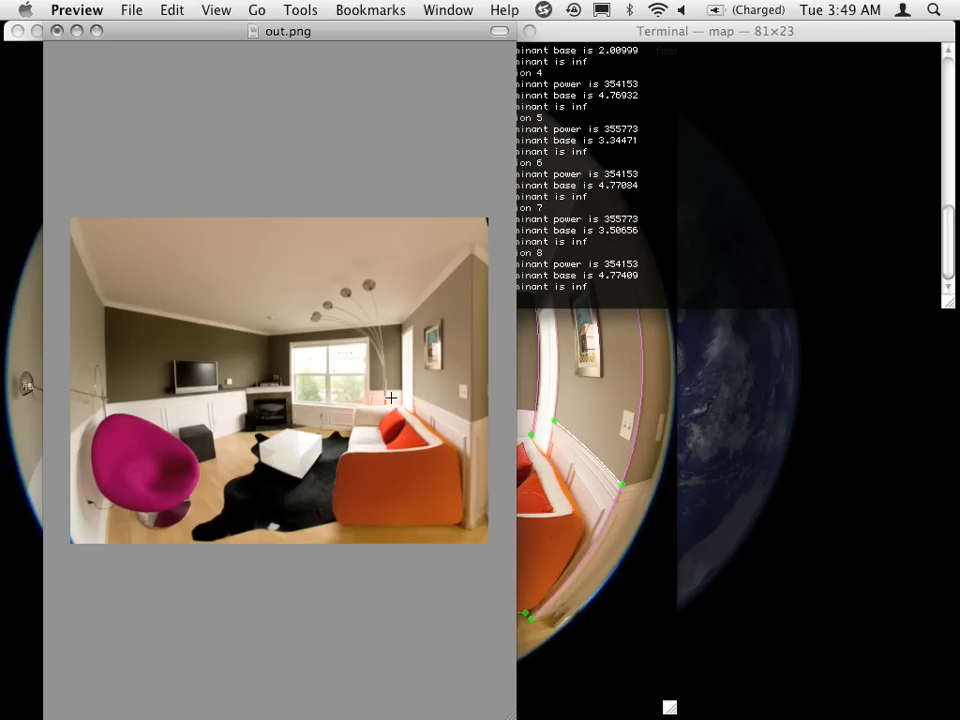 Preview File Edit View Go Tools Bookmarks Window Help (Charged) Tue 3:49 AM
out.png
Terminal — map — 81×23
minant base is 2.00999
minant is inf
ion 4
minant power is 354153
minant base is 4.76932
minant is inf
ion 5
minant power is 355773
minant base is 3.34471
minant is inf
ion 6
minant power is 354153
minant base is 4.77084
minant is inf
ion 7
minant power is 355773
minant base is 3.50656
minant is inf
ion 8
minant power is 354153
minant base is 4.77409
minant is inf